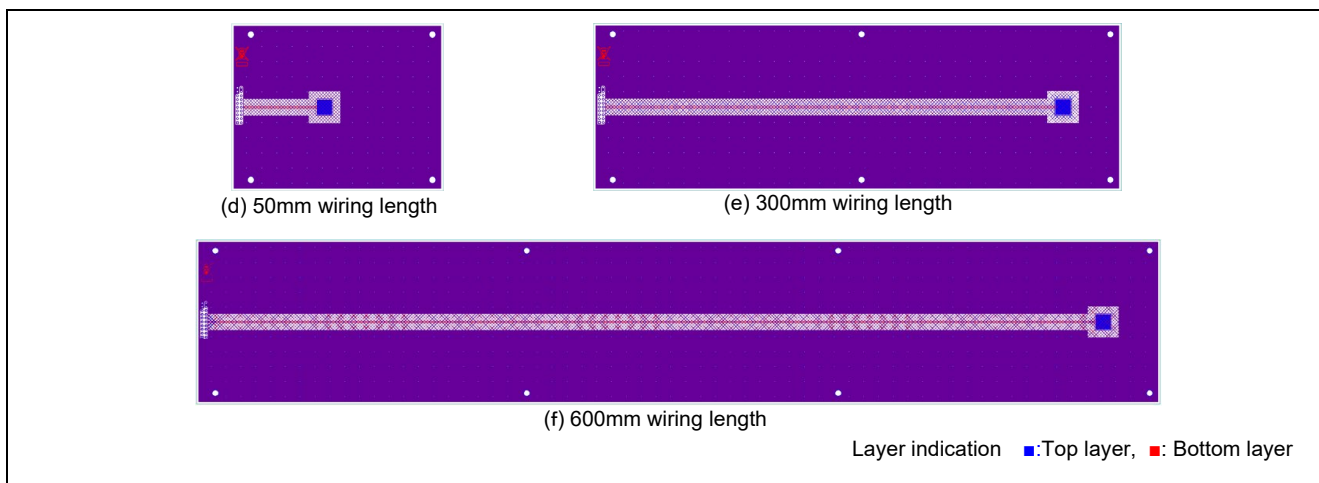 (d) 50mm wiring length
(e) 300mm wiring length
(f) 600mm wiring length
Layer indication ■:Top layer, ■: Bottom layer